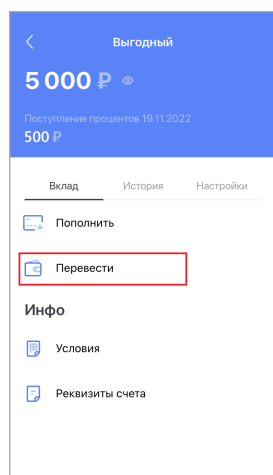 Выгодный
5 000 ₽
Поступление процентов 19.11.2022
500 ₽
Вклад История Настройки
Пополнить
Перевести
Инфо
Условия
Реквизиты счета